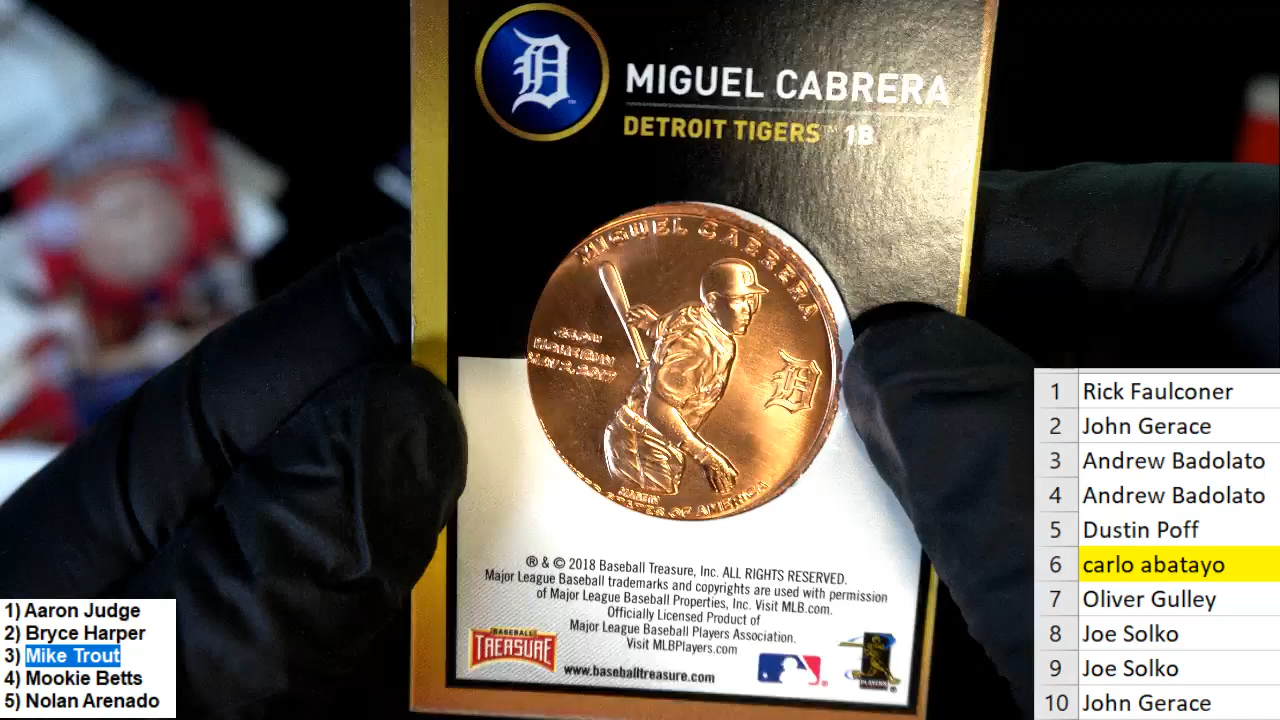 MIGUEL CABRERA
DETROIT TIGERS™ 1B
MIGUEL CABRERA
UNITED STATES OF AMERICA
® & © 2018 Baseball Treasure, Inc. ALL RIGHTS RESERVED.
Major League Baseball trademarks and copyrights are used with permission
of Major League Baseball Properties, Inc. Visit MLB.com.
Officially Licensed Product of
Major League Baseball Players Association.
Visit MLBPlayers.com
BASEBALL
TREASURE
www.baseballtreasure.com
PLAYERS
1) Aaron Judge
2) Bryce Harper
3) Mike Trout
4) Mookie Betts
5) Nolan Arenado
1 Rick Faulconer
2 John Gerace
3 Andrew Badolato
4 Andrew Badolato
5 Dustin Poff
6 carlo abatayo
7 Oliver Gulley
8 Joe Solko
9 Joe Solko
10 John Gerace